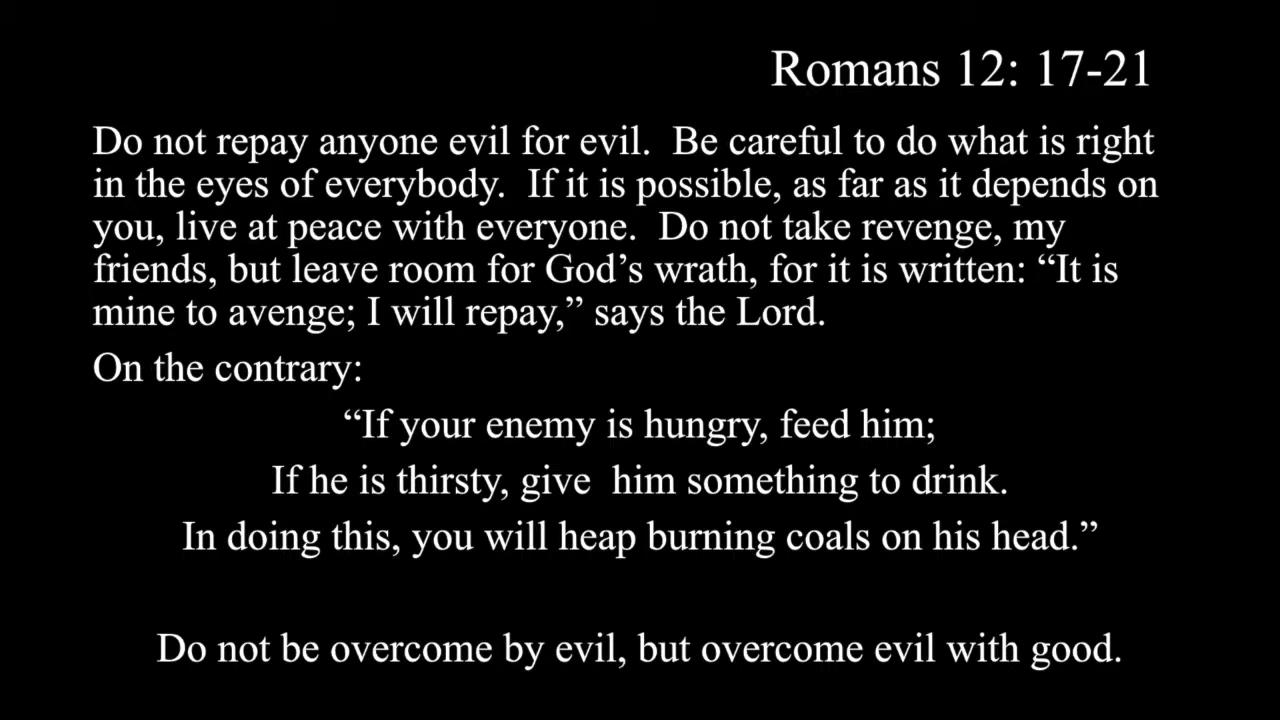 Romans 12: 17-21
Do not repay anyone evil for evil.  Be careful to do what is right
in the eyes of everybody.  If it is possible, as far as it depends on
you, live at peace with everyone.  Do not take revenge, my
friends, but leave room for God’s wrath, for it is written: “It is
mine to avenge; I will repay,” says the Lord.
On the contrary:
“If your enemy is hungry, feed him;
If he is thirsty, give  him something to drink.
In doing this, you will heap burning coals on his head.”
Do not be overcome by evil, but overcome evil with good.